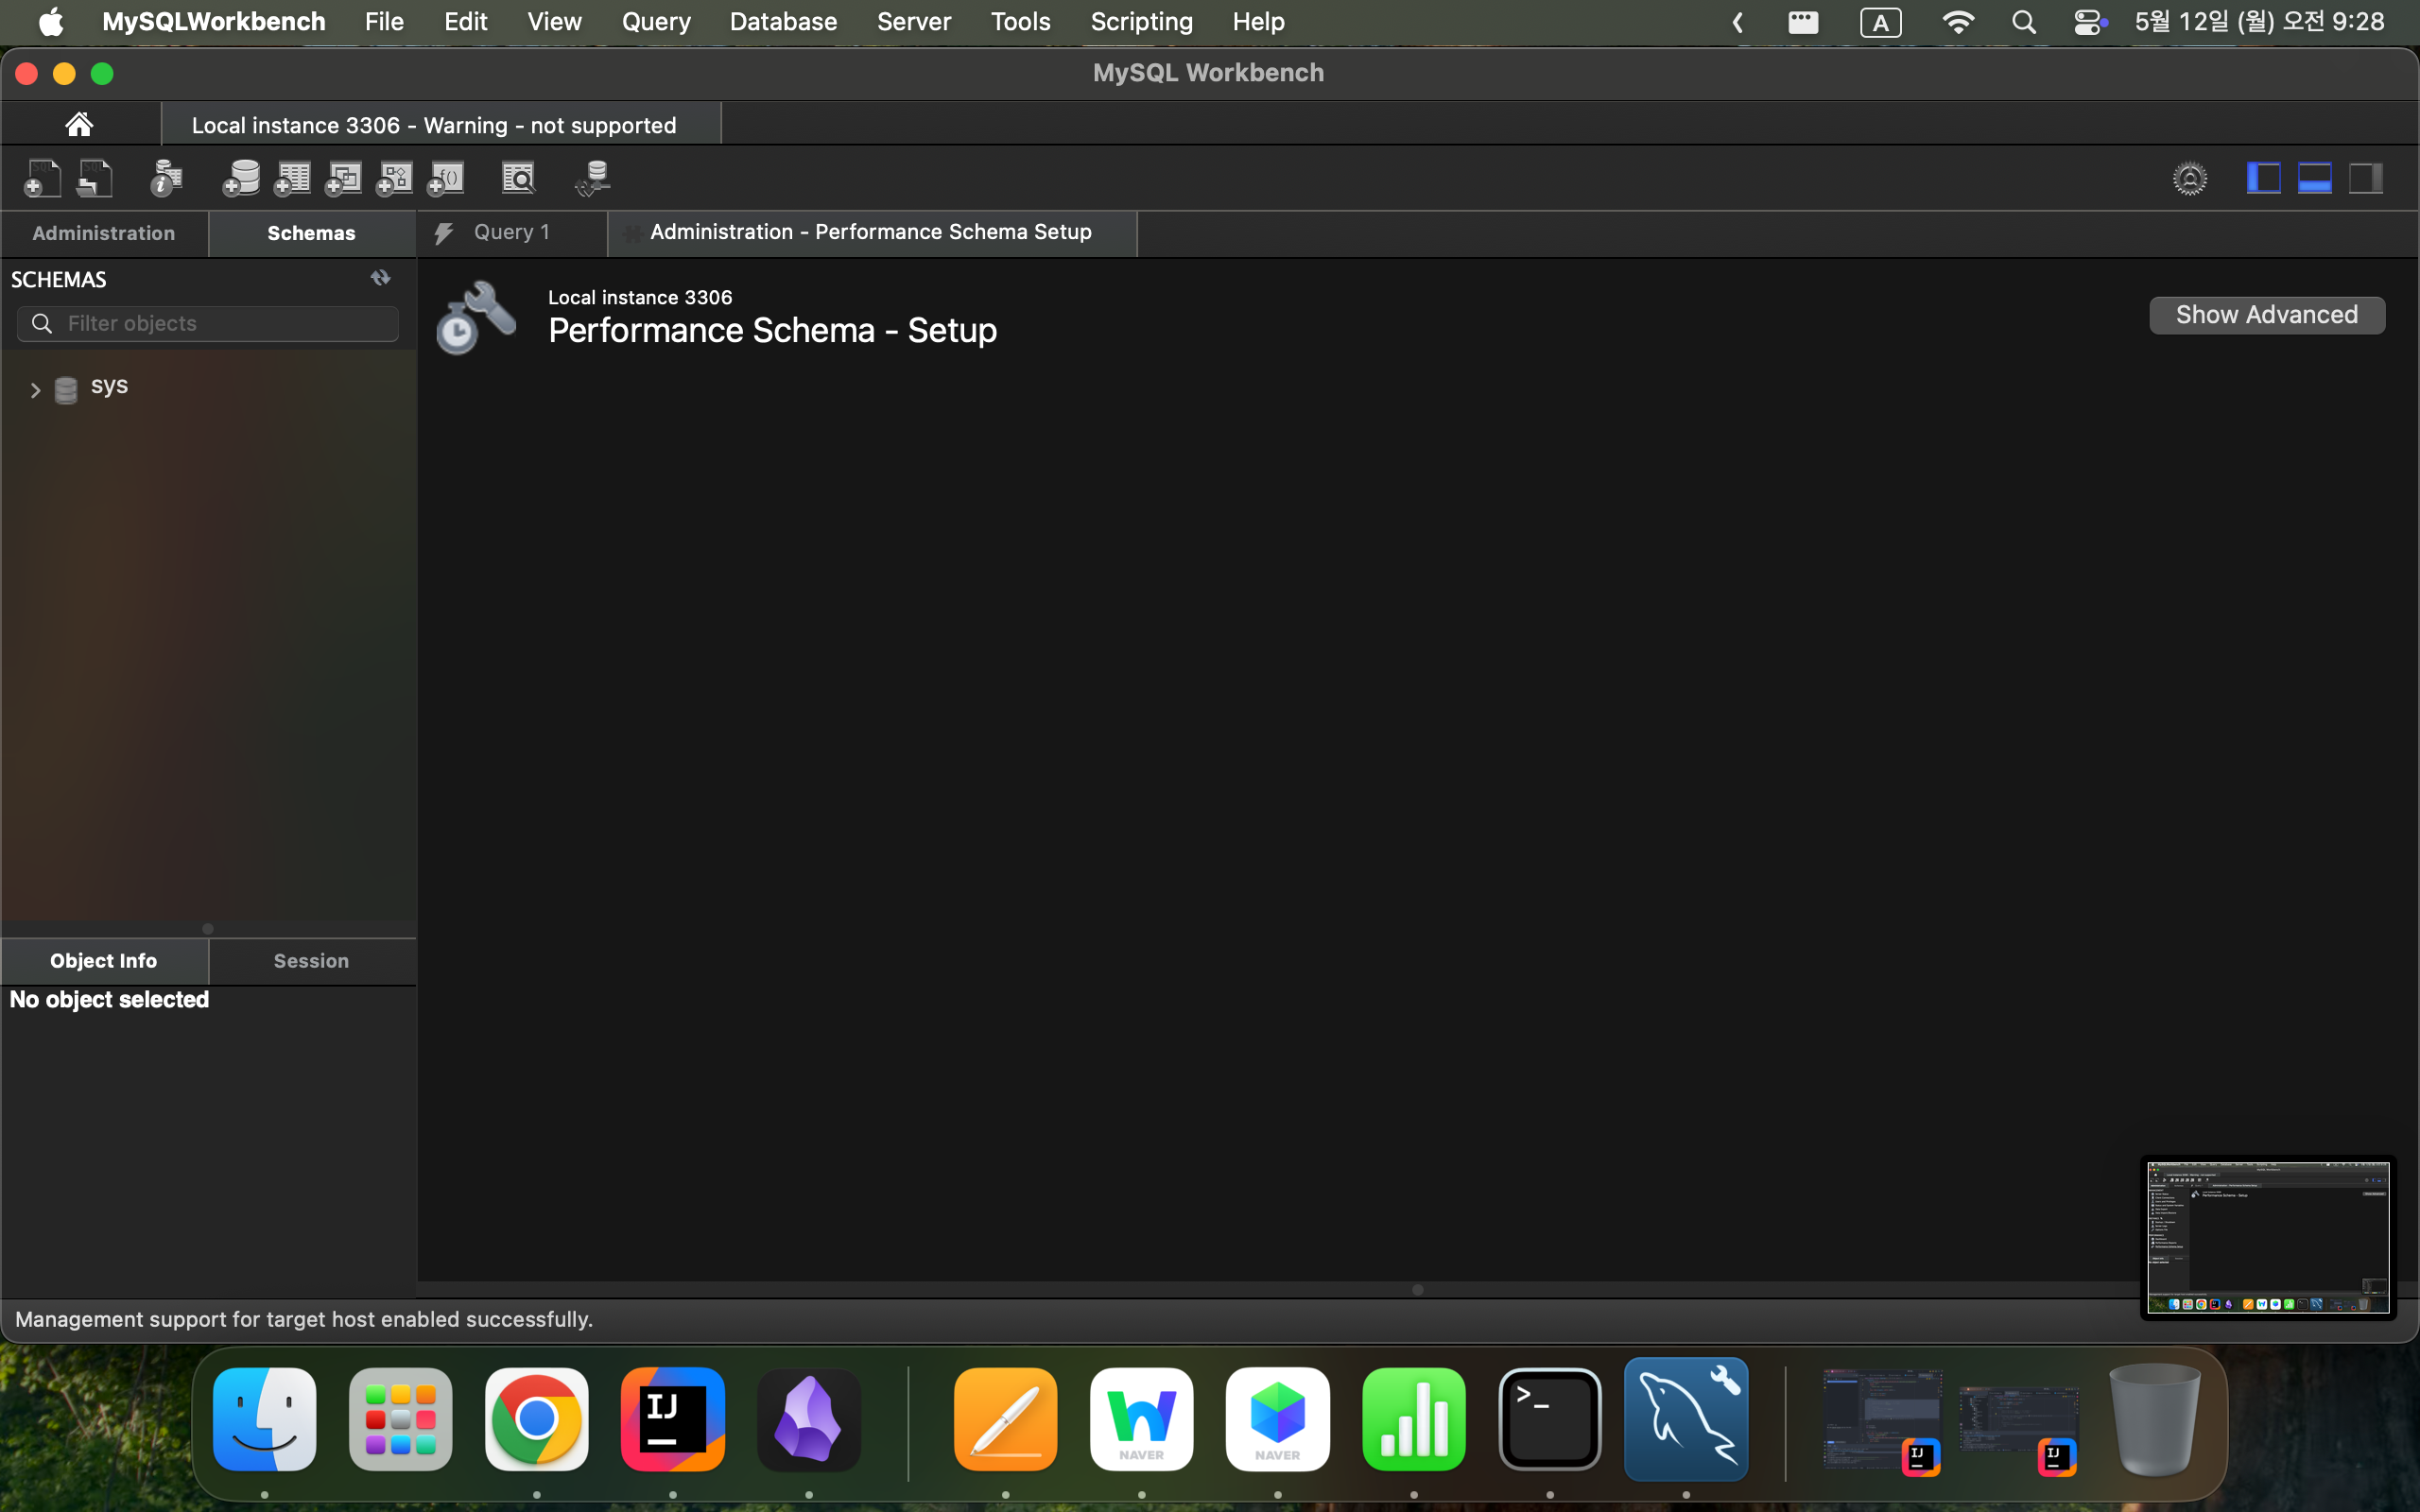 MySQLWorkbench File Edit View Query Database Server Tools Scripting Help A 5월 12일 (월) 오전 9:28
MySQL Workbench
Local instance 3306 - Warning - not supported
Administration Schemas Query 1 Administration - Performance Schema Setup
SCHEMAS
Filter objects
Local instance 3306
Performance Schema - Setup
Show Advanced
sys
Object Info Session
No object selected
Management support for target host enabled successfully.
IJ
NAVER
NAVER
>_
IJ
IJ